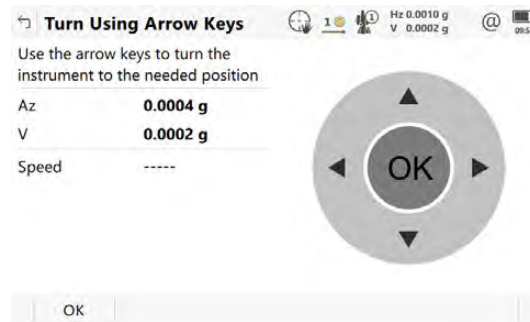 Turn Using Arrow Keys
1
1
Hz 0.0010 g
V 0.0002 g
@
Use the arrow keys to turn the
instrument to the needed position
Az 0.0004 g
V 0.0002 g
Speed -----
OK
OK